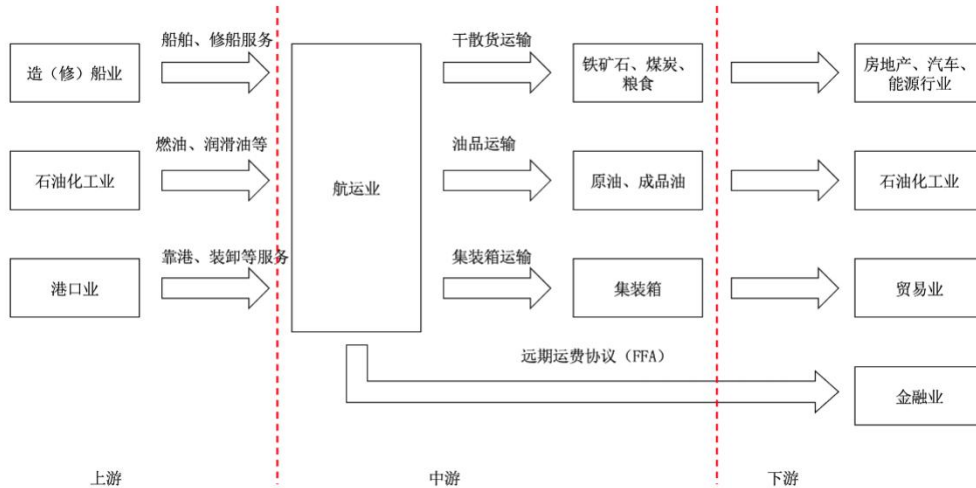 船舶、修船服务
干散货运输
造（修）船业
铁矿石、煤炭、
粮食
房地产、汽车、
能源行业
燃油、润滑油等
油品运输
石油化工业
航运业
原油、成品油
石油化工业
靠港、装卸等服务
集装箱运输
港口业
集装箱
贸易业
远期运费协议（FFA）
金融业
上游
中游
下游